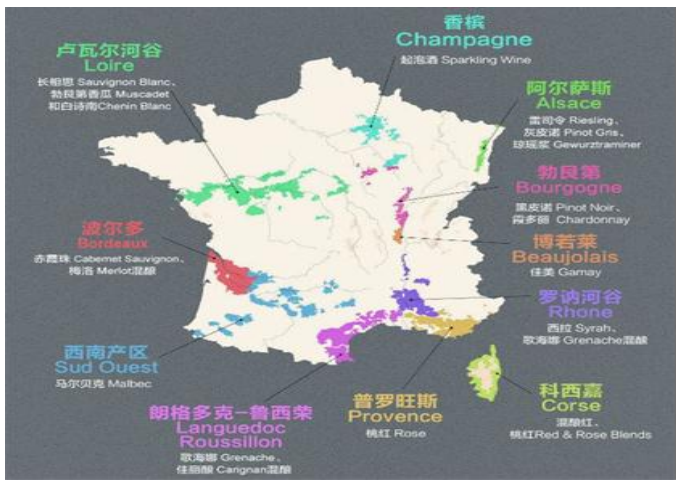 香槟
Champagne
起泡酒 Sparkling Wine
卢瓦尔河谷
Loire
长相思 Sauvignon Blanc、
勃艮第香瓜 Muscadet
和白诗南Chenin Blanc
阿尔萨斯
Alsace
雷司令 Riesling、
灰皮诺 Pinot Gris、
琼瑶浆 Gewurztraminer
勃艮第
Bourgogne
黑皮诺 Pinot Noir、
霞多丽 Chardonnay
波尔多
Bordeaux
赤霞珠 Cabernet Sauvignon、
梅洛 Merlot混酿
博若莱
Beaujolais
佳美 Gamay
罗讷河谷
Rhone
西拉 Syrah、
歌海娜 Grenache混酿
西南产区
Sud Ouest
马尔贝克 Malbec
朗格多克-鲁西荣
Languedoc
Roussillon
歌海娜 Grenache、
佳丽酿 Carignan混酿
普罗旺斯
Provence
桃红 Rose
科西嘉
Corse
混酿红、
桃红Red & Rose Blends